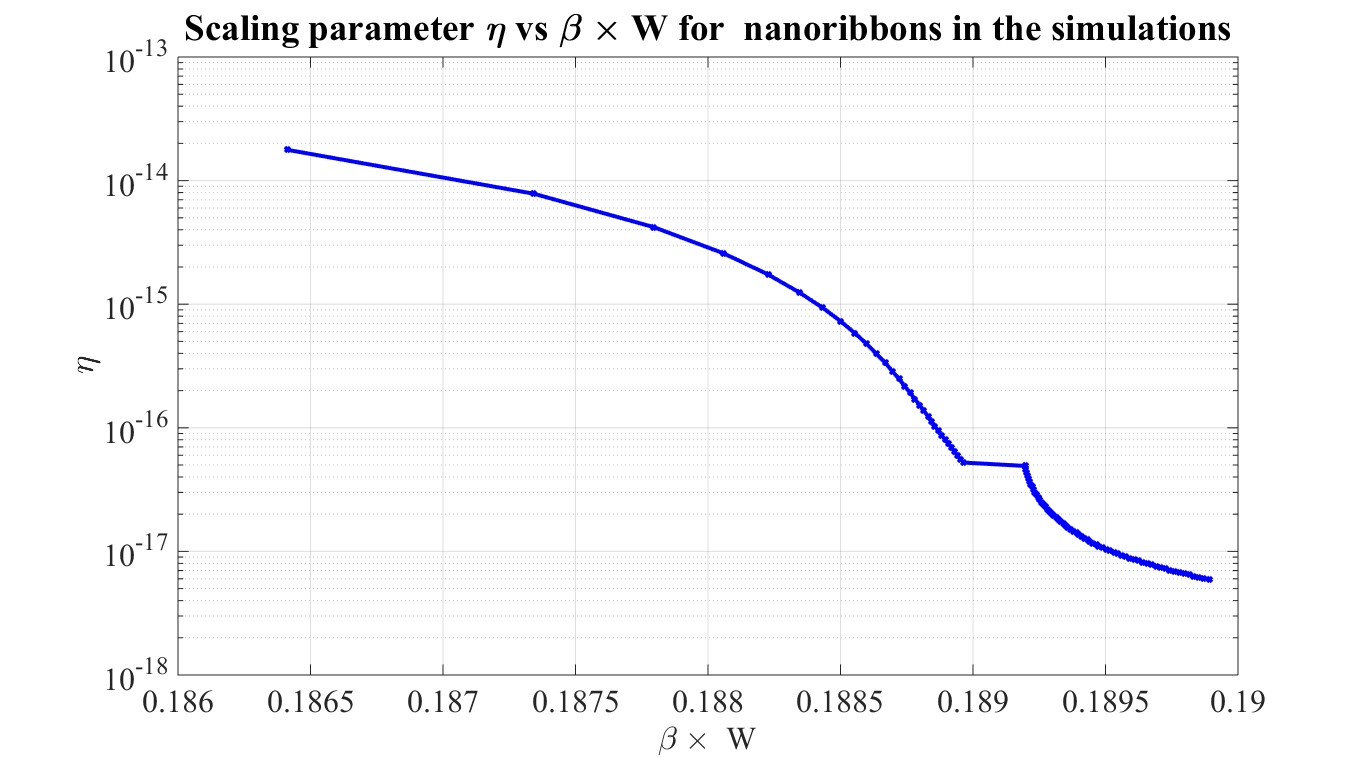 Scaling parameter η vs β × W for  nanoribbons in the simulations
10^-13
10^-14
10^-15
10^-16
10^-17
10^-18
η
0.186 0.1865 0.187 0.1875 0.188 0.1885 0.189 0.1895 0.19
β ×  W